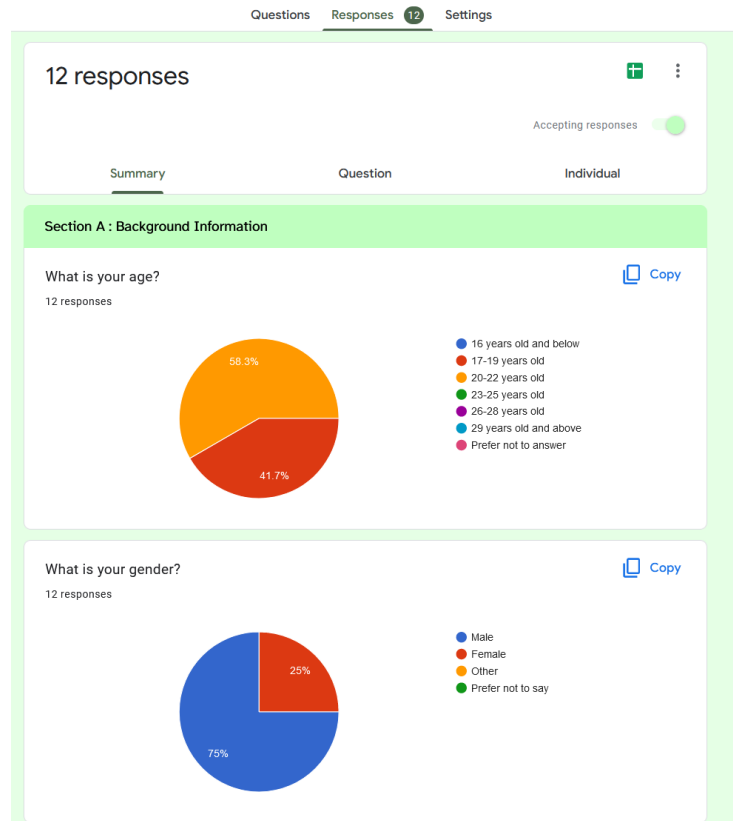 Questions Responses 12 Settings
12 responses
Accepting responses
Summary Question Individual
Section A : Background Information
What is your age?
Copy
12 responses
58.3%
41.7%
16 years old and below
17-19 years old
20-22 years old
23-25 years old
26-28 years old
29 years old and above
Prefer not to answer
What is your gender?
Copy
12 responses
25%
75%
Male
Female
Other
Prefer not to say